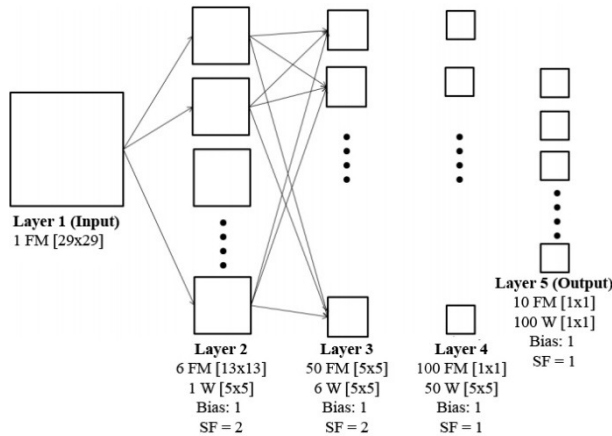 Layer 1 (Input)
1 FM [29x29]
Layer 2
6 FM [13x13]
1 W [5x5]
Bias: 1
SF = 2
Layer 3
50 FM [5x5]
6 W [5x5]
Bias: 1
SF = 2
Layer 4
100 FM [1x1]
50 W [5x5]
Bias: 1
SF = 1
Layer 5 (Output)
10 FM [1x1]
100 W [1x1]
Bias: 1
SF = 1